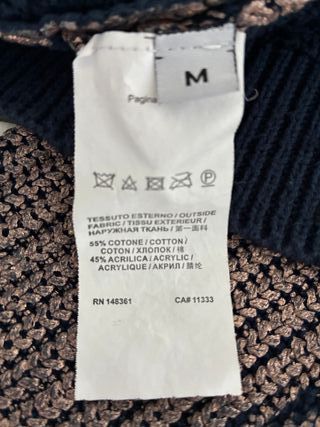 M
Pagina
P
TESSUTO ESTERNO / OUTSIDE
FABRIC / TISSU EXTERIEUR /
НАРУЖНАЯ ТКАНЬ / 第一面料
55% COTONE / COTTON /
COTON / ХЛОПОК / 棉
45% ACRILICA / ACRYLIC /
ACRYLIQUE / АКРИЛ / 腈纶
RN 148361 CA# 11333